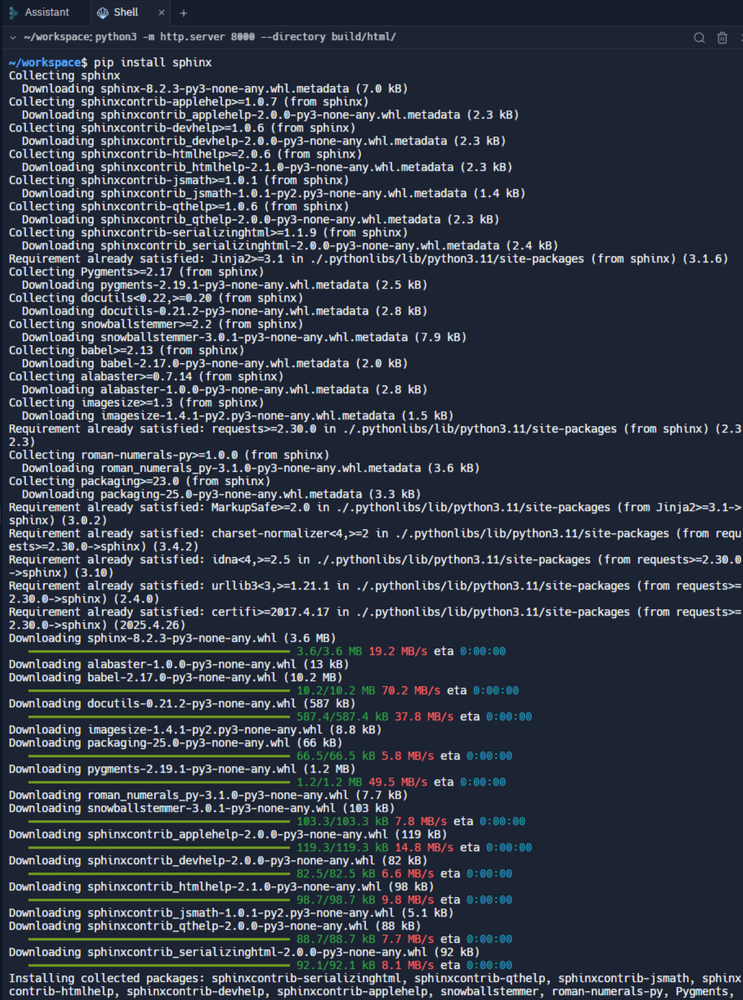 Assistant
Shell
~/workspace: python3 -m http.server 8000 --directory build/html/
~/workspace$ pip install sphinx
Collecting sphinx
Downloading sphinx-8.2.3-py3-none-any.whl.metadata (7.0 kB)
Collecting sphinxcontrib-applehelp>=1.0.7 (from sphinx)
Downloading sphinxcontrib_applehelp-2.0.0-py3-none-any.whl.metadata (2.3 kB)
Collecting sphinxcontrib-devhelp>=1.0.6 (from sphinx)
Downloading sphinxcontrib_devhelp-2.0.0-py3-none-any.whl.metadata (2.3 kB)
Collecting sphinxcontrib-htmlhelp>=2.0.6 (from sphinx)
Downloading sphinxcontrib_htmlhelp-2.1.0-py3-none-any.whl.metadata (2.3 kB)
Collecting sphinxcontrib-jsmath>=1.0.1 (from sphinx)
Downloading sphinxcontrib_jsmath-1.0.1-py2.py3-none-any.whl.metadata (1.4 kB)
Collecting sphinxcontrib-qthelp>=1.0.6 (from sphinx)
Downloading sphinxcontrib_qthelp-2.0.0-py3-none-any.whl.metadata (2.3 kB)
Collecting sphinxcontrib-serializinghtml>=1.1.9 (from sphinx)
Downloading sphinxcontrib_serializinghtml-2.0.0-py3-none-any.whl.metadata (2.4 kB)
Requirement already satisfied: Jinja2>=3.1 in ./.pythonlibs/lib/python3.11/site-packages (from sphinx) (3.1.6)
Collecting Pygments>=2.17 (from sphinx)
Downloading pygments-2.19.1-py3-none-any.whl.metadata (2.5 kB)
Collecting docutils<0.22,>=0.20 (from sphinx)
Downloading docutils-0.21.2-py3-none-any.whl.metadata (2.8 kB)
Collecting snowballstemmer>=2.2 (from sphinx)
Downloading snowballstemmer-3.0.1-py3-none-any.whl.metadata (7.9 kB)
Collecting babel>=2.13 (from sphinx)
Downloading babel-2.17.0-py3-none-any.whl.metadata (2.0 kB)
Collecting alabaster>=0.7.14 (from sphinx)
Downloading alabaster-1.0.0-py3-none-any.whl.metadata (2.8 kB)
Collecting imagesize>=1.3 (from sphinx)
Downloading imagesize-1.4.1-py2.py3-none-any.whl.metadata (1.5 kB)
Requirement already satisfied: requests>=2.30.0 in ./.pythonlibs/lib/python3.11/site-packages (from sphinx) (2.3
2.3)
Collecting roman-numerals-py>=1.0.0 (from sphinx)
Downloading roman_numerals_py-3.1.0-py3-none-any.whl.metadata (3.6 kB)
Collecting packaging>=23.0 (from sphinx)
Downloading packaging-25.0-py3-none-any.whl.metadata (3.3 kB)
Requirement already satisfied: MarkupSafe>=2.0 in ./.pythonlibs/lib/python3.11/site-packages (from Jinja2>=3.1->
sphinx) (3.0.2)
Requirement already satisfied: charset-normalizer<4,>=2 in ./.pythonlibs/lib/python3.11/site-packages (from requ
ests>=2.30.0->sphinx) (3.4.2)
Requirement already satisfied: idna<4,>=2.5 in ./.pythonlibs/lib/python3.11/site-packages (from requests>=2.30.0
->sphinx) (3.10)
Requirement already satisfied: urllib3<3,>=1.21.1 in ./.pythonlibs/lib/python3.11/site-packages (from requests>=
2.30.0->sphinx) (2.4.0)
Requirement already satisfied: certifi>=2017.4.17 in ./.pythonlibs/lib/python3.11/site-packages (from requests>=
2.30.0->sphinx) (2025.4.26)
Downloading sphinx-8.2.3-py3-none-any.whl (3.6 MB)
3.6/3.6 MB 19.2 MB/s eta 0:00:00
Downloading alabaster-1.0.0-py3-none-any.whl (13 kB)
Downloading babel-2.17.0-py3-none-any.whl (10.2 MB)
10.2/10.2 MB 70.2 MB/s eta 0:00:00
Downloading docutils-0.21.2-py3-none-any.whl (587 kB)
587.4/587.4 kB 37.8 MB/s eta 0:00:00
Downloading imagesize-1.4.1-py2.py3-none-any.whl (8.8 kB)
Downloading packaging-25.0-py3-none-any.whl (66 kB)
66.5/66.5 kB 5.8 MB/s eta 0:00:00
Downloading pygments-2.19.1-py3-none-any.whl (1.2 MB)
1.2/1.2 MB 49.5 MB/s eta 0:00:00
Downloading roman_numerals_py-3.1.0-py3-none-any.whl (7.7 kB)
Downloading snowballstemmer-3.0.1-py3-none-any.whl (103 kB)
103.3/103.3 kB 7.8 MB/s eta 0:00:00
Downloading sphinxcontrib_applehelp-2.0.0-py3-none-any.whl (119 kB)
119.3/119.3 kB 14.8 MB/s eta 0:00:00
Downloading sphinxcontrib_devhelp-2.0.0-py3-none-any.whl (82 kB)
82.5/82.5 kB 6.6 MB/s eta 0:00:00
Downloading sphinxcontrib_htmlhelp-2.1.0-py3-none-any.whl (98 kB)
98.7/98.7 kB 9.8 MB/s eta 0:00:00
Downloading sphinxcontrib_jsmath-1.0.1-py2.py3-none-any.whl (5.1 kB)
Downloading sphinxcontrib_qthelp-2.0.0-py3-none-any.whl (88 kB)
88.7/88.7 kB 7.7 MB/s eta 0:00:00
Downloading sphinxcontrib_serializinghtml-2.0.0-py3-none-any.whl (92 kB)
92.1/92.1 kB 8.1 MB/s eta 0:00:00
Installing collected packages: sphinxcontrib-serializinghtml, sphinxcontrib-qthelp, sphinxcontrib-jsmath, sphinx
contrib-htmlhelp, sphinxcontrib-devhelp, sphinxcontrib-applehelp, snowballstemmer, roman-numerals-py, Pygments,